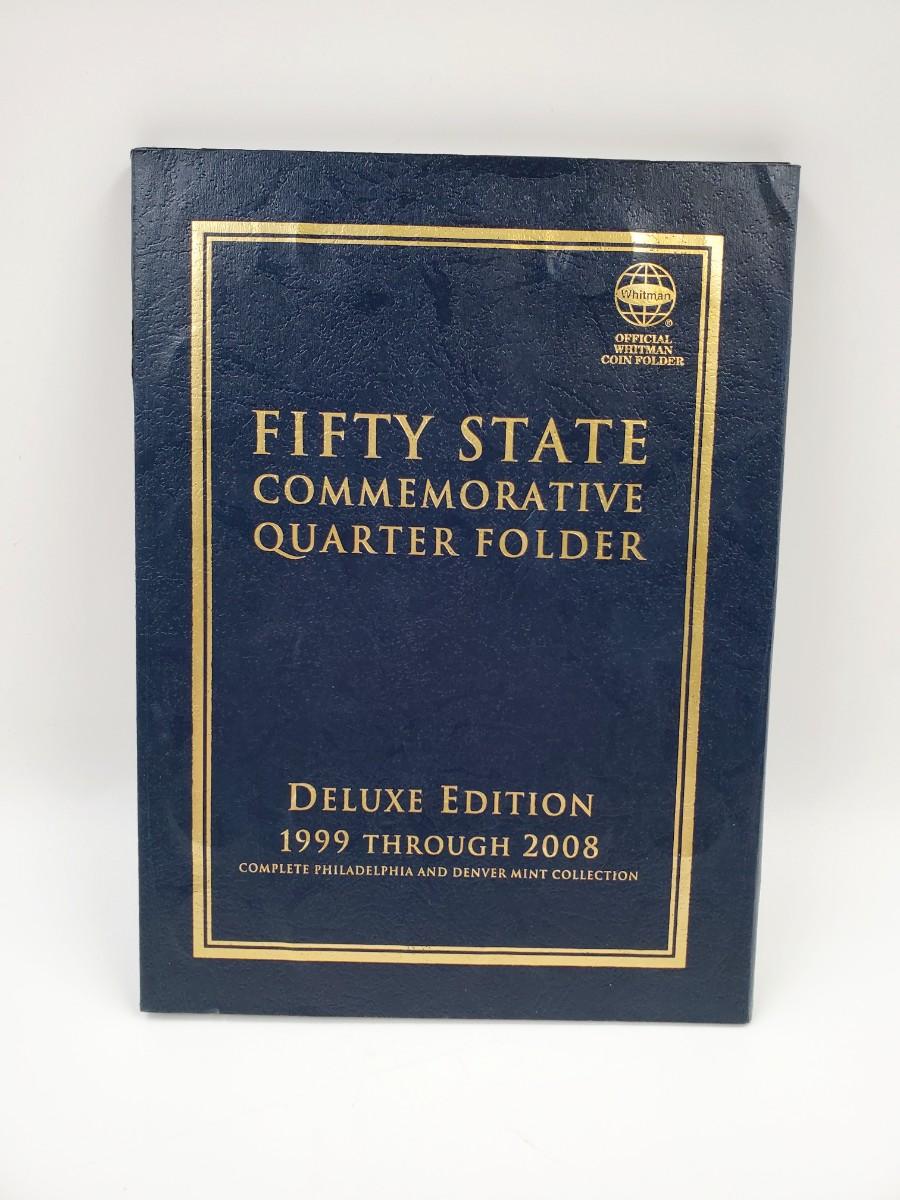 Whitman
®
OFFICIAL
WHITMAN
COIN FOLDER
FIFTY STATE
COMMEMORATIVE
QUARTER FOLDER
DELUXE EDITION
1999 THROUGH 2008
COMPLETE PHILADELPHIA AND DENVER MINT COLLECTION